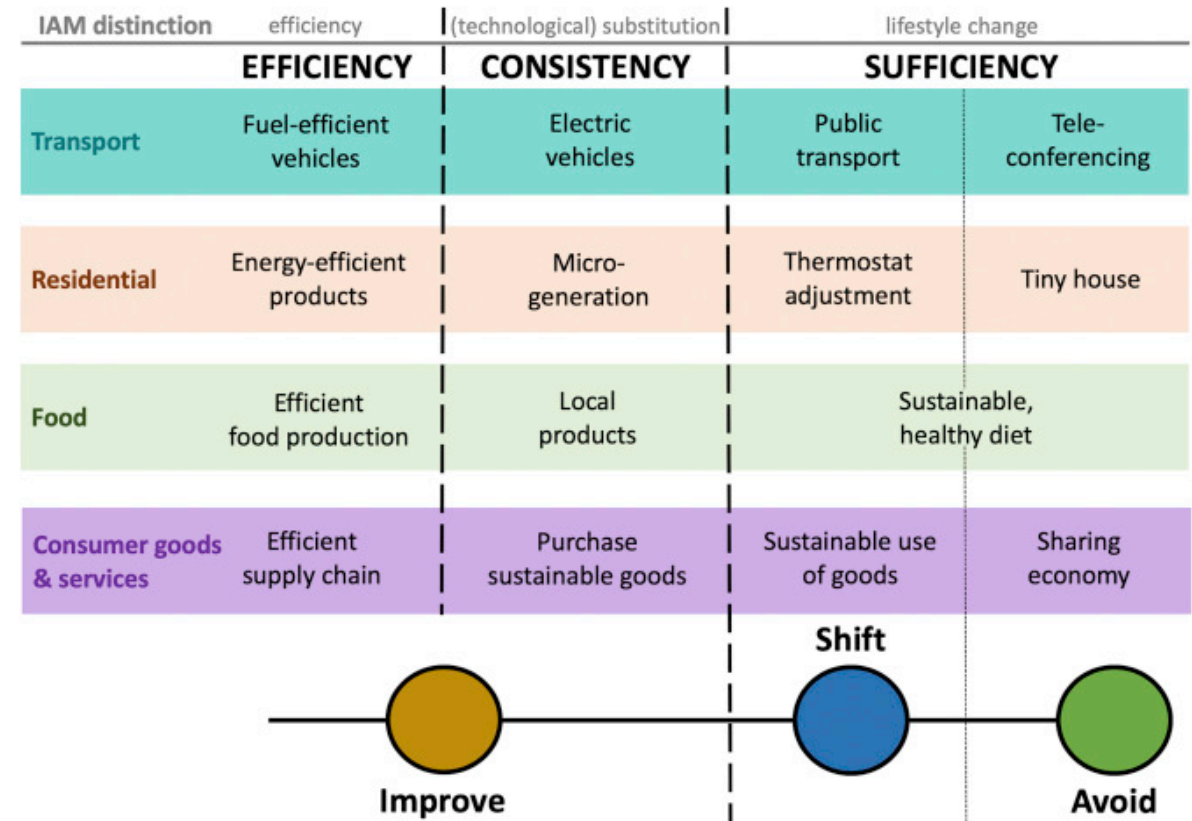 IAM distinction efficiency (technological) substitution lifestyle change
EFFICIENCY CONSISTENCY SUFFICIENCY
Transport
Fuel-efficient
vehicles
Electric
vehicles
Public
transport
Tele-
conferencing
Residential
Energy-efficient
products
Micro-
generation
Thermostat
adjustment
Tiny house
Food
Efficient
food production
Local
products
Sustainable,
healthy diet
Consumer goods
& services
Efficient
supply chain
Purchase
sustainable goods
Sustainable use
of goods
Sharing
economy
Shift
Improve
Avoid